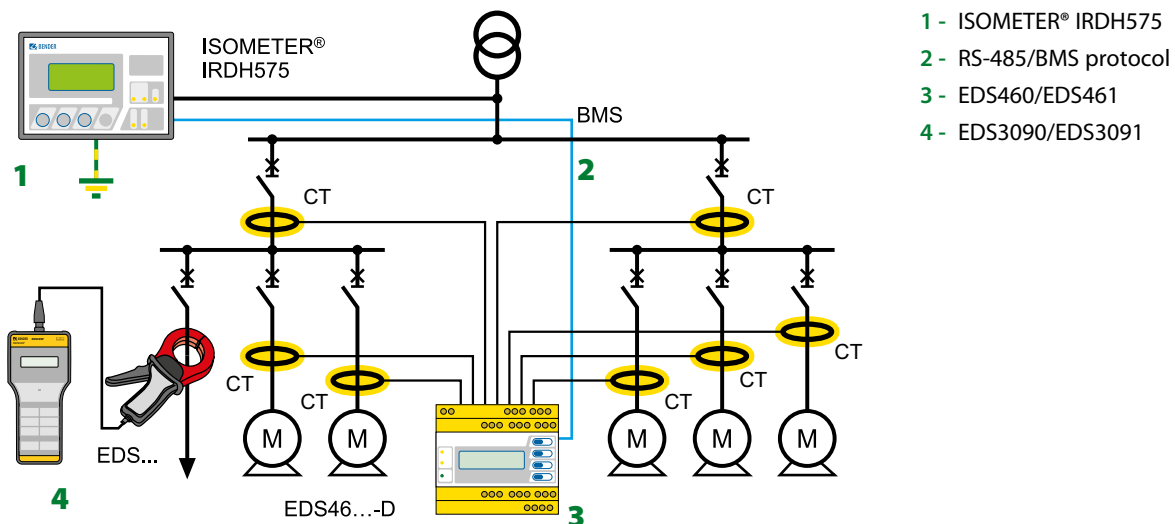 BENDER
ISOMETER®
IRDH575
1
BMS
2
CT
CT
CT
CT
CT
CT
CT
M
M
M
M
M
EDS...
4
EDS46...-D
3
1 - ISOMETER® IRDH575
2 - RS-485/BMS protocol
3 - EDS460/EDS461
4 - EDS3090/EDS3091